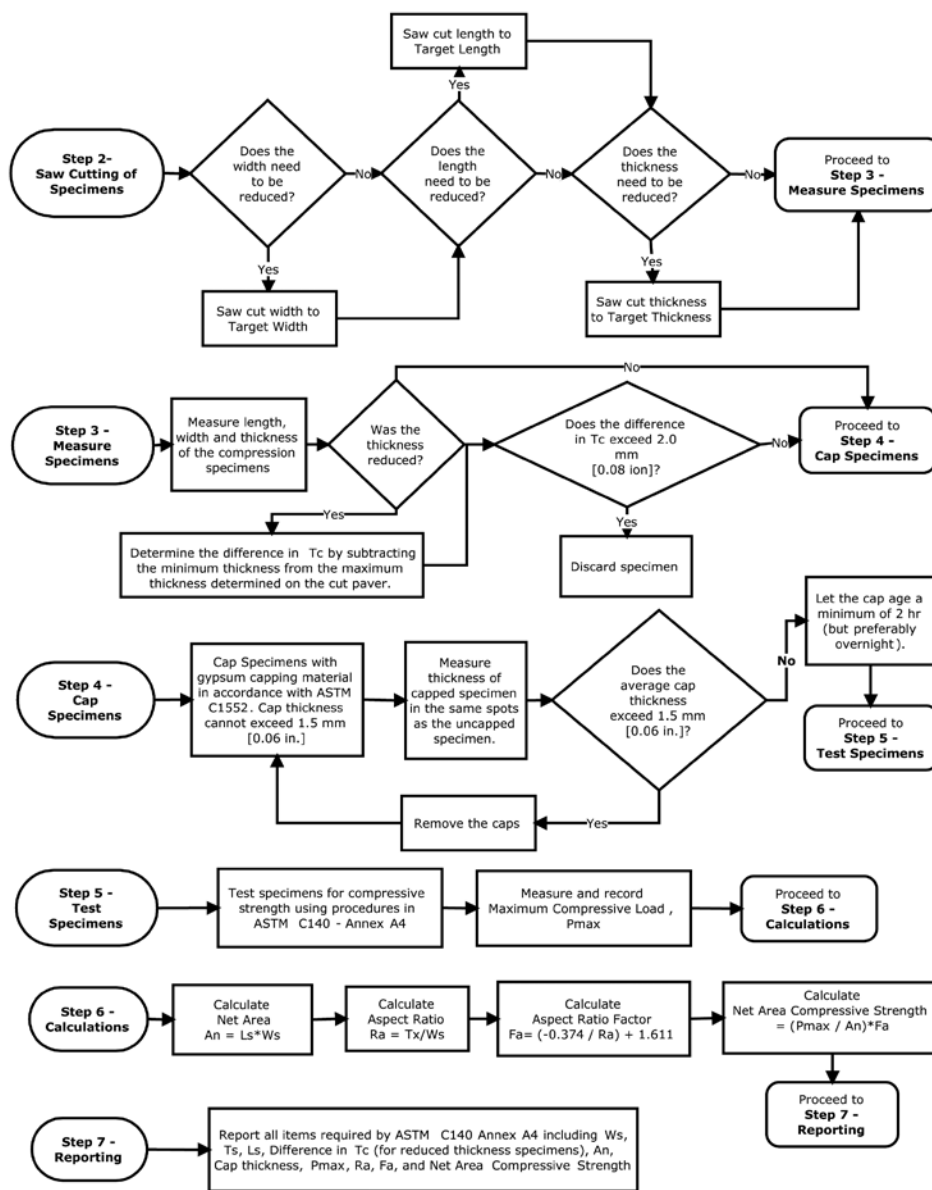 Saw cut length to
Target Length
Yes
Step 2-
Saw Cutting of
Specimens
Does the
width need
to be
reduced?
No
Does the
length
need to be
reduced?
No
Does the
thickness
need to be
reduced?
No
Proceed to
Step 3 -
Measure Specimens
Yes
Saw cut width to
Target Width
Yes
Saw cut thickness
to Target Thickness
No
Step 3 -
Measure
Specimens
Measure length,
width and thickness
of the compression
specimens
Was the
thickness
reduced?
Does the difference
in Tc exceed 2.0
mm
[0.08 ion]?
No
Proceed to
Step 4 -
Cap Specimens
Yes
Determine the difference in Tc by subtracting
the minimum thickness from the maximum
thickness determined on the cut paver.
Yes
Discard specimen
Step 4 -
Cap
Specimens
Cap Specimens with
gypsum capping material
in accordance with ASTM
C1552. Cap thickness
cannot exceed 1.5 mm
[0.06 in.]
Measure
thickness of
capped specimen
in the same spots
as the uncapped
specimen.
Does the
average cap
thickness
exceed 1.5 mm
[0.06 in.]?
No
Let the cap age a
minimum of 2 hr
(but preferably
overnight).
Proceed to
Step 5 -
Test Specimens
Yes
Remove the caps
Step 5 -
Test
Specimens
Test specimens for compressive
strength using procedures in
ASTM C140 - Annex A4
Measure and record
Maximum Compressive Load ,
Pmax
Proceed to
Step 6 -
Calculations
Step 6 -
Calculations
Calculate
Net Area
An = Ls*Ws
Calculate
Aspect Ratio
Ra = Tx/Ws
Calculate
Aspect Ratio Factor
Fa= (-0.374 / Ra) + 1.611
Calculate
Net Area Compressive Strength
= (Pmax / An)*Fa
Proceed to
Step 7 -
Reporting
Step 7 -
Reporting
Report all items required by ASTM C140 Annex A4 including Ws,
Ts, Ls, Difference in Tc (for reduced thickness specimens), An,
Cap thickness, Pmax, Ra, Fa, and Net Area Compressive Strength